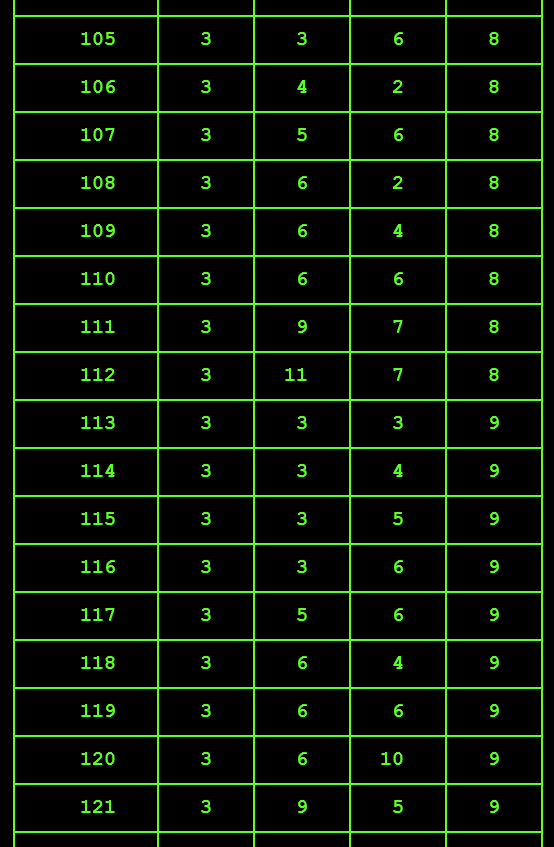 105 3 3 6 8
106 3 4 2 8
107 3 5 6 8
108 3 6 2 8
109 3 6 4 8
110 3 6 6 8
111 3 9 7 8
112 3 11 7 8
113 3 3 3 9
114 3 3 4 9
115 3 3 5 9
116 3 3 6 9
117 3 5 6 9
118 3 6 4 9
119 3 6 6 9
120 3 6 10 9
121 3 9 5 9